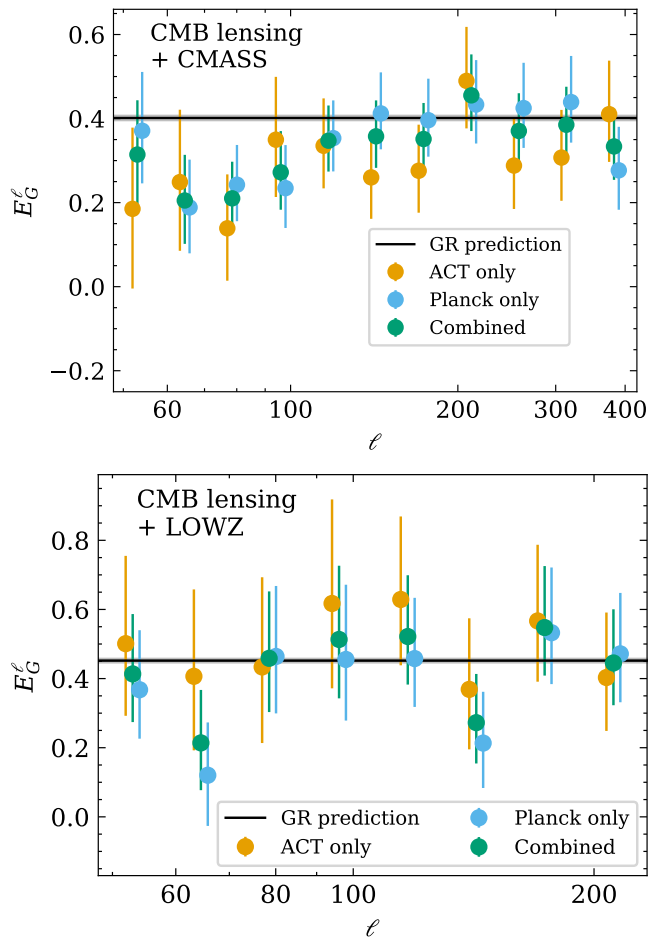 CMB lensing
+ CMASS
0.6
0.4
0.2
0.0
−0.2
E_G^ℓ
GR prediction
ACT only
Planck only
Combined
60
100
200
300
400
ℓ
CMB lensing
+ LOWZ
0.8
0.6
0.4
0.2
0.0
E_G^ℓ
GR prediction
ACT only
Planck only
Combined
60
80
100
200
ℓ